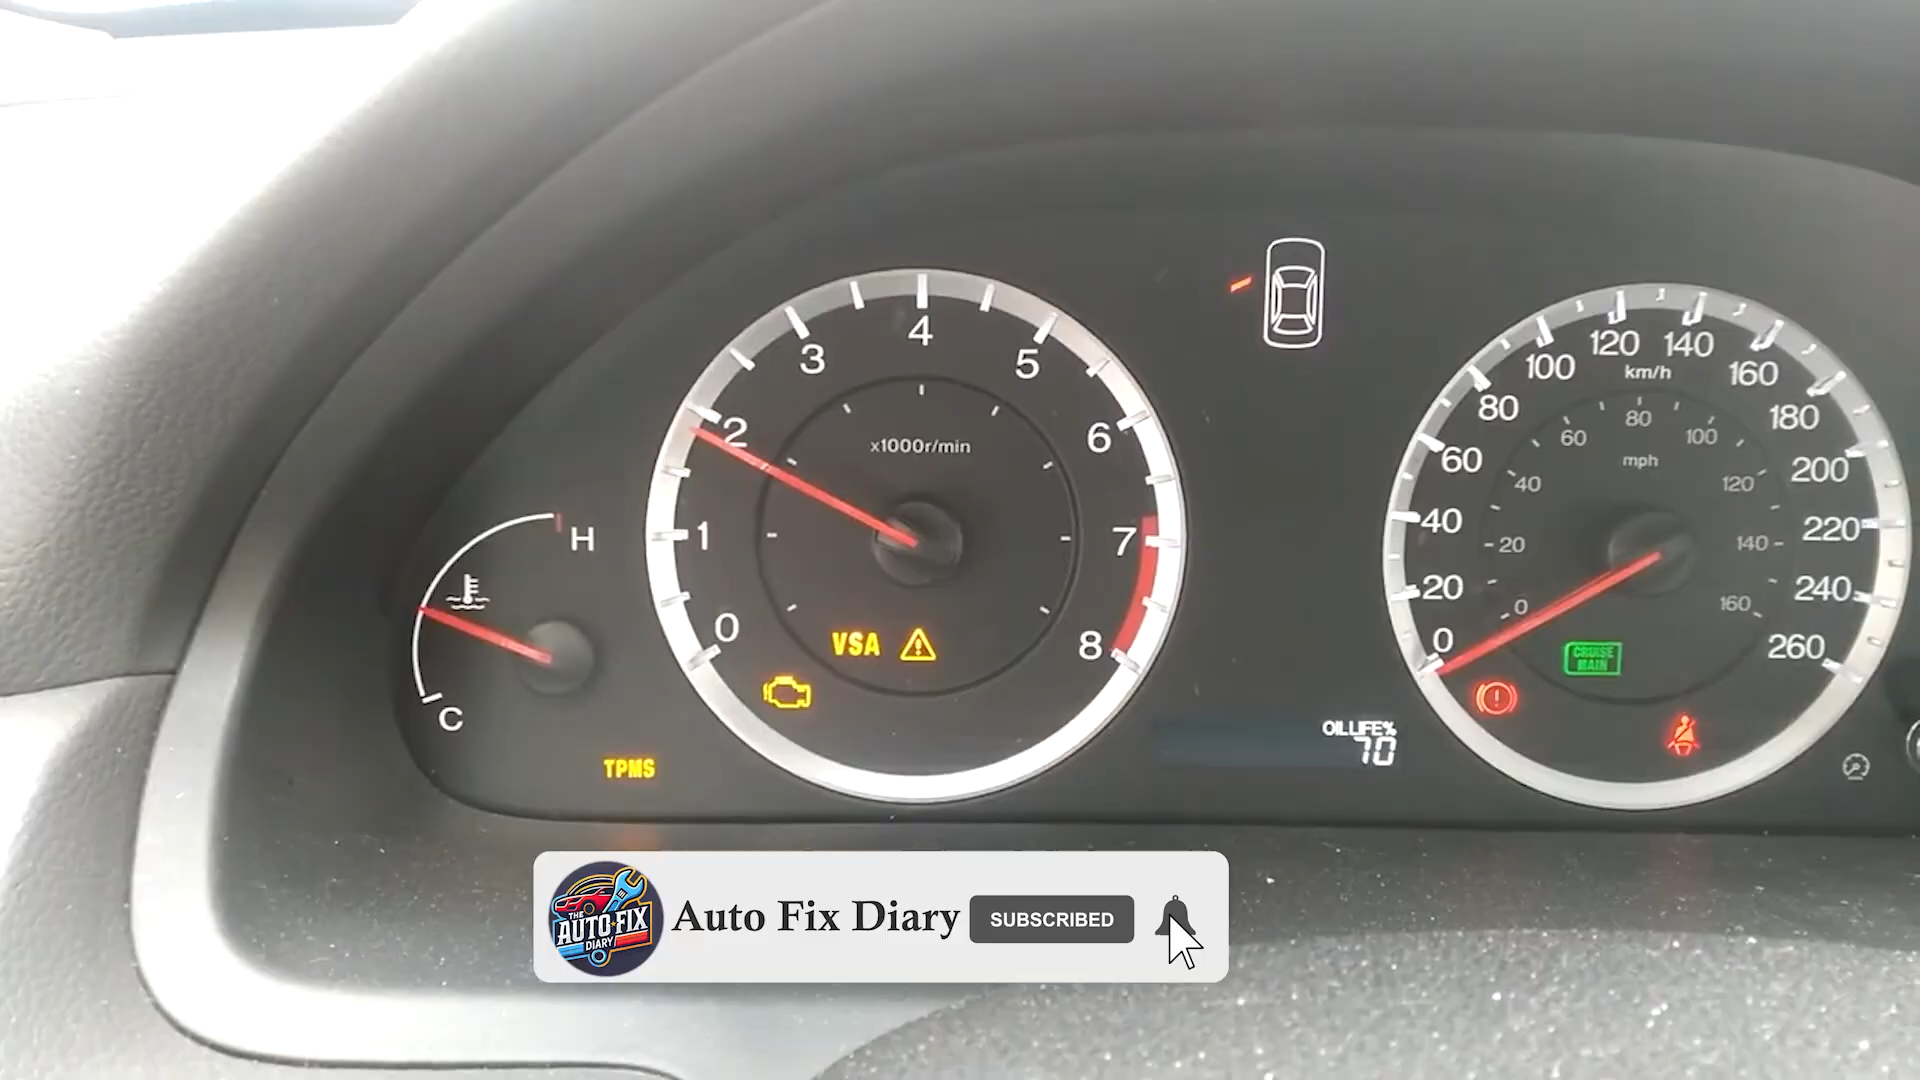 H
C
TPMS
0
1
2
3
4
5
6
7
8
x1000r/min
VSA
OIL LIFE%
70
0
20
40
60
80
100
120
140
160
180
200
220
240
260
km/h
0
20
40
60
80
100
120
140
160
mph
CRUISE
MAIN
THE
AUTO FIX
DIARY
Auto Fix Diary
SUBSCRIBED